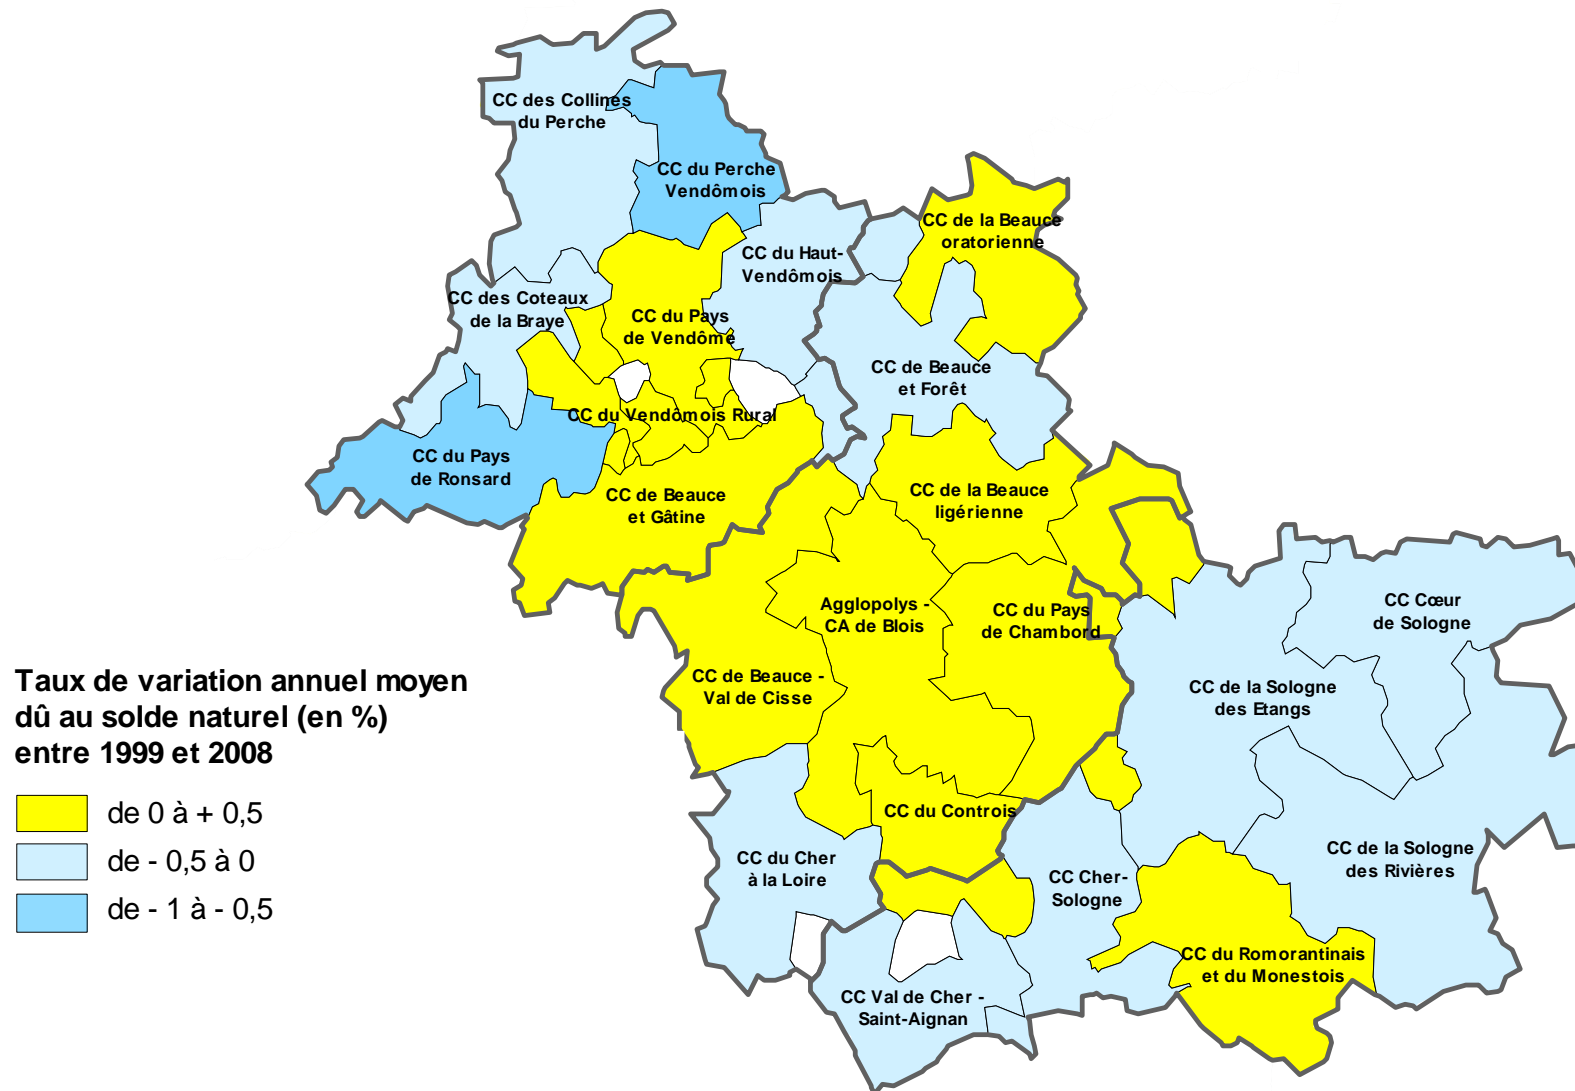 CC des Collines
du Perche
CC du Perche
Vendômois
CC de la Beauce
oratorienne
CC du Haut-
Vendômois
CC des Coteaux
de la Braye
CC du Pays
de Vendôme
CC de Beauce
et Forêt
CC du Vendômois Rural
CC du Pays
de Ronsard
CC de Beauce
et Gâtine
CC de la Beauce
ligérienne
Agglopolys -
CA de Blois
CC du Pays
de Chambord
CC Cœur
de Sologne
CC de Beauce -
Val de Cisse
CC de la Sologne
des Etangs
Taux de variation annuel moyen
dû au solde naturel (en %)
entre 1999 et 2008
de 0 à + 0,5
de - 0,5 à 0
de - 1 à - 0,5
CC du Controis
CC du Cher
à la Loire
CC Cher-
Sologne
CC de la Sologne
des Rivières
CC du Romorantinais
et du Monestois
CC Val de Cher -
Saint-Aignan